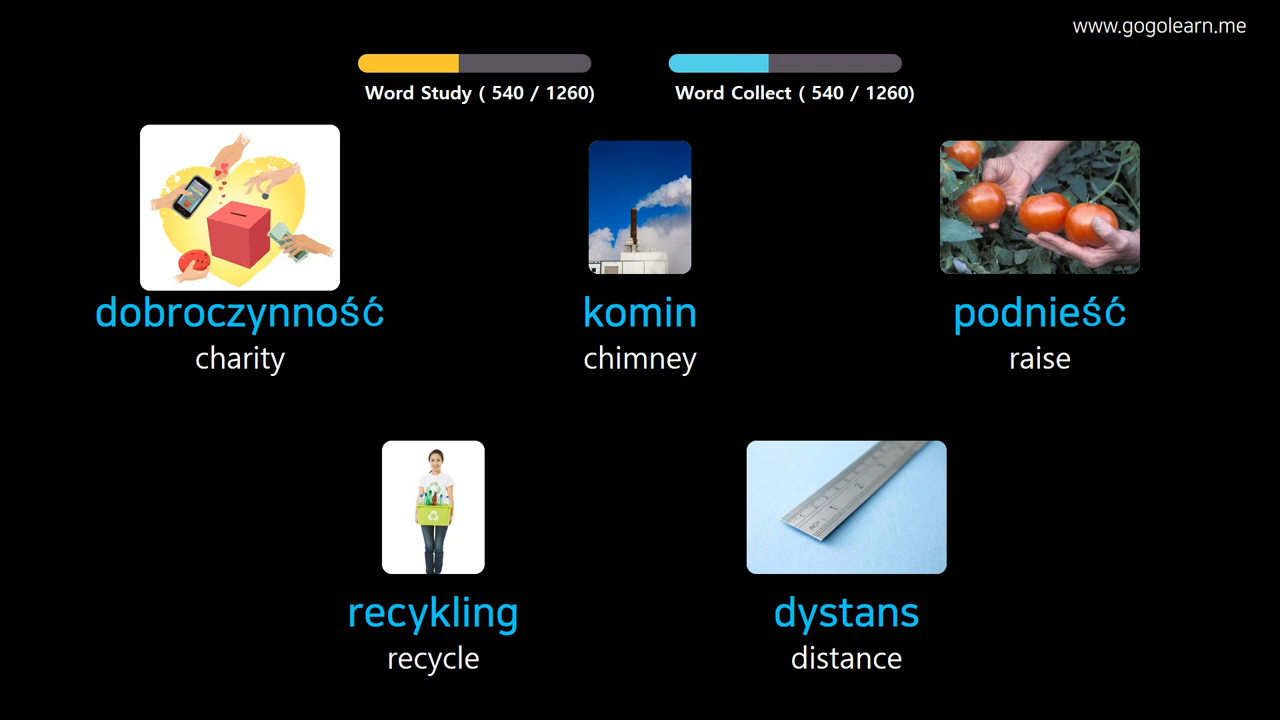 www.gogolearn.me
Word Study ( 540 / 1260)
Word Collect ( 540 / 1260)
dobroczynność
charity
komin
chimney
podnieść
raise
recykling
recycle
dystans
distance